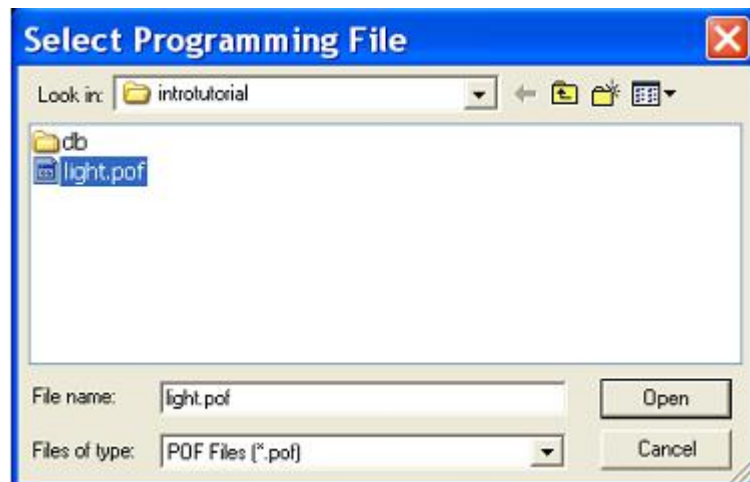 Select Programming File
Look in: introtutorial
db
light.pof
File name: light.pof
Open
Files of type: POF Files (*.pof)
Cancel